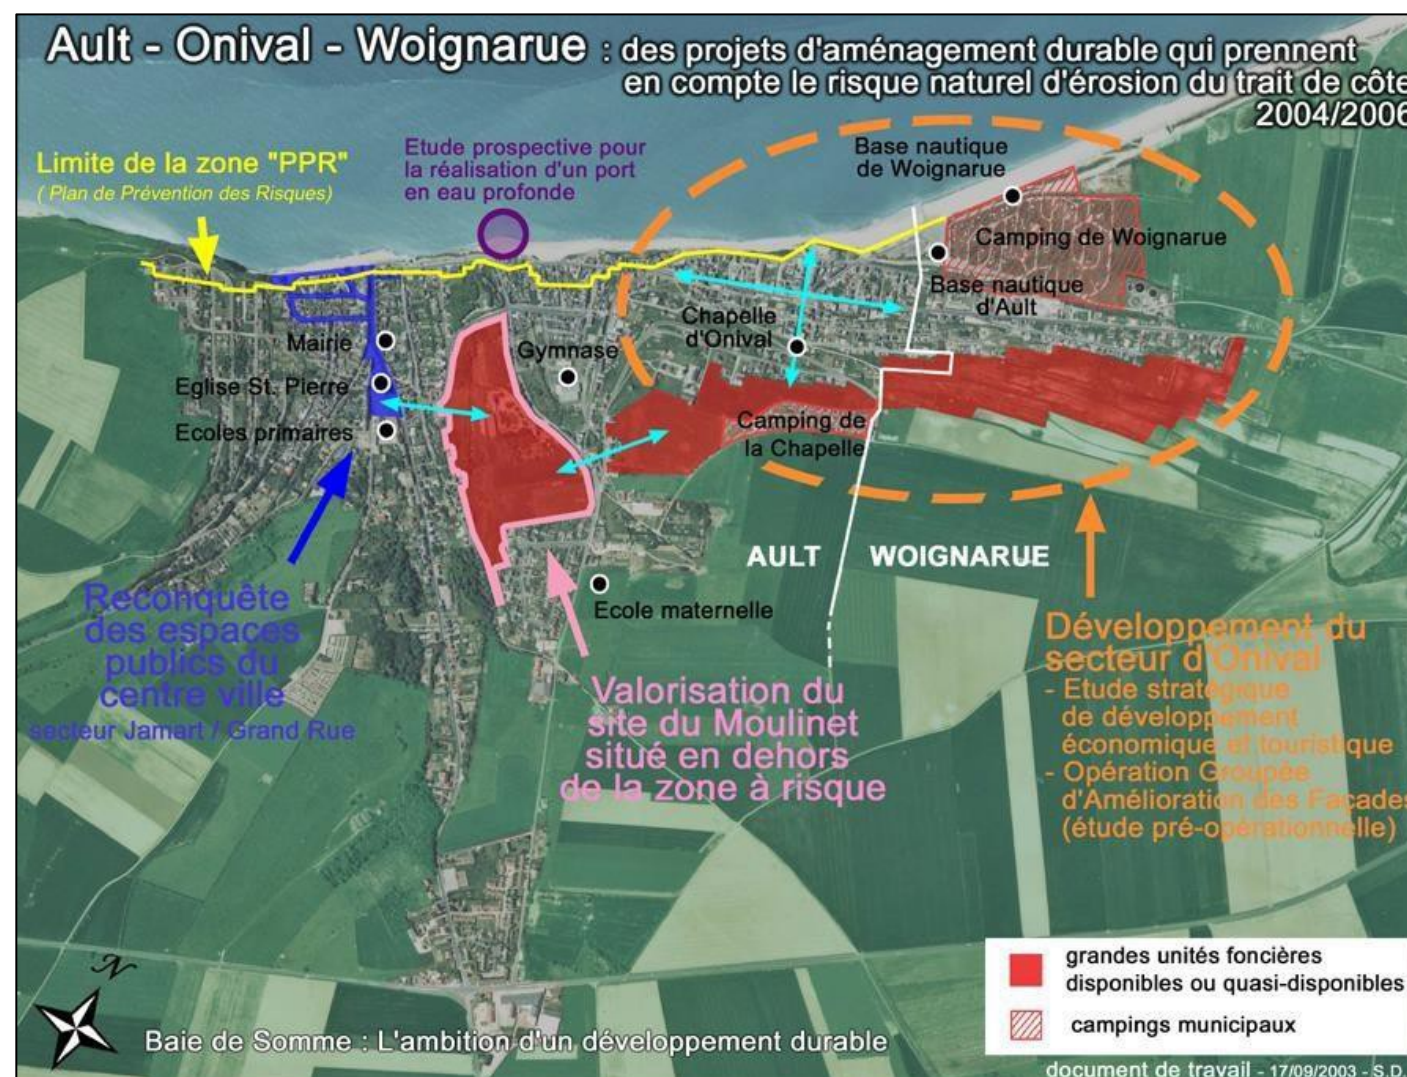 Ault - Onival - Woignarue : des projets d'aménagement durable qui prennent
en compte le risque naturel d'érosion du trait de côte
2004/2006
Limite de la zone "PPR"
( Plan de Prévention des Risques)
Etude prospective pour
la réalisation d'un port
en eau profonde
Base nautique
de Woignarue
Camping de Woignarue
Base nautique
d'Ault
Chapelle
d'Onival
Mairie
Gymnase
Eglise St. Pierre
Ecoles primaires
Camping de
la Chapelle
AULT
WOIGNARUE
Ecole maternelle
Reconquête
des espaces
publics du
centre ville
secteur Jamart / Grand Rue
Valorisation du
site du Moulinet
situé en dehors
de la zone à risque
Développement du
secteur d'Onival
- Etude stratégique
de développement
économique et touristique
- Opération Groupée
d'Amélioration des Façades
(étude pré-opérationnelle)
grandes unités foncières
disponibles ou quasi-disponibles
campings municipaux
N
Baie de Somme : L'ambition d'un développement durable
document de travail - 17/09/2003 - S.D.